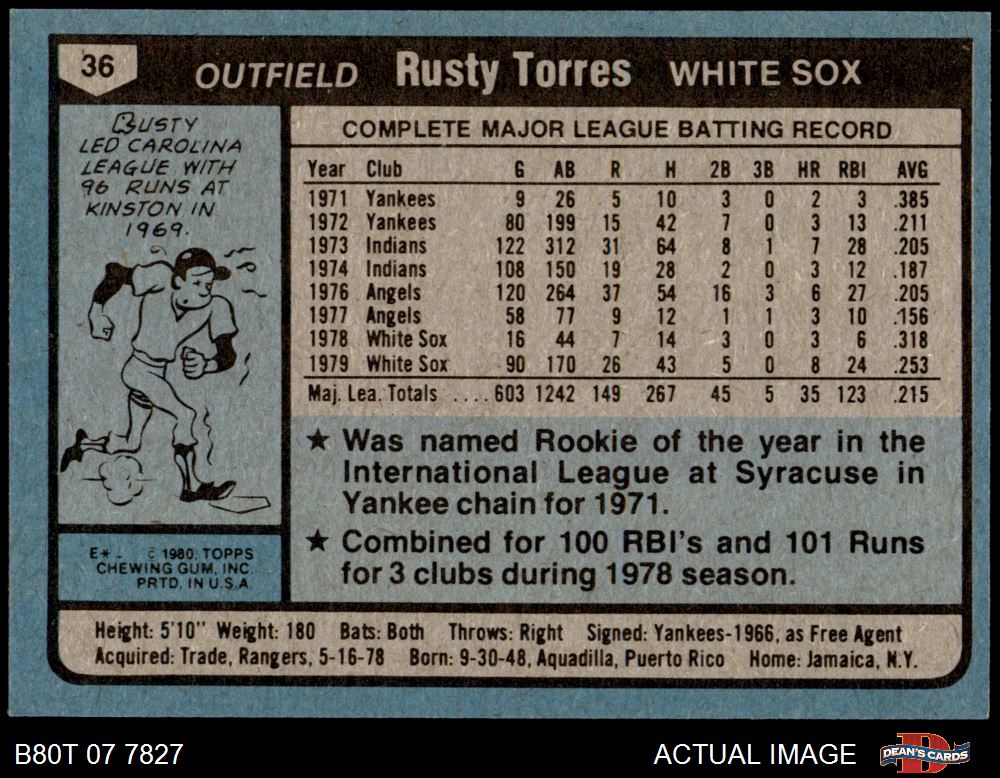 36 OUTFIELD Rusty Torres WHITE SOX
RUSTY
LED CAROLINA
LEAGUE WITH
96 RUNS AT
KINSTON IN
1969.
E* - © 1980, TOPPS
CHEWING GUM, INC.
PRTD. IN U.S.A.
COMPLETE MAJOR LEAGUE BATTING RECORD
Year Club G AB R H 2B 3B HR RBI AVG
1971 Yankees 9 26 5 10 3 0 2 3 .385
1972 Yankees 80 199 15 42 7 0 3 13 .211
1973 Indians 122 312 31 64 8 1 7 28 .205
1974 Indians 108 150 19 28 2 0 3 12 .187
1976 Angels 120 264 37 54 16 3 6 27 .205
1977 Angels 58 77 9 12 1 1 3 10 .156
1978 White Sox 16 44 7 14 3 0 3 6 .318
1979 White Sox 90 170 26 43 5 0 8 24 .253
Maj. Lea. Totals .... 603 1242 149 267 45 5 35 123 .215
★ Was named Rookie of the year in the
International League at Syracuse in
Yankee chain for 1971.
★ Combined for 100 RBI's and 101 Runs
for 3 clubs during 1978 season.
Height: 5'10" Weight: 180 Bats: Both Throws: Right Signed: Yankees-1966, as Free Agent
Acquired: Trade, Rangers, 5-16-78 Born: 9-30-48, Aquadilla, Puerto Rico Home: Jamaica, N.Y.
B80T 07 7827 ACTUAL IMAGE D DEAN'S CARDS